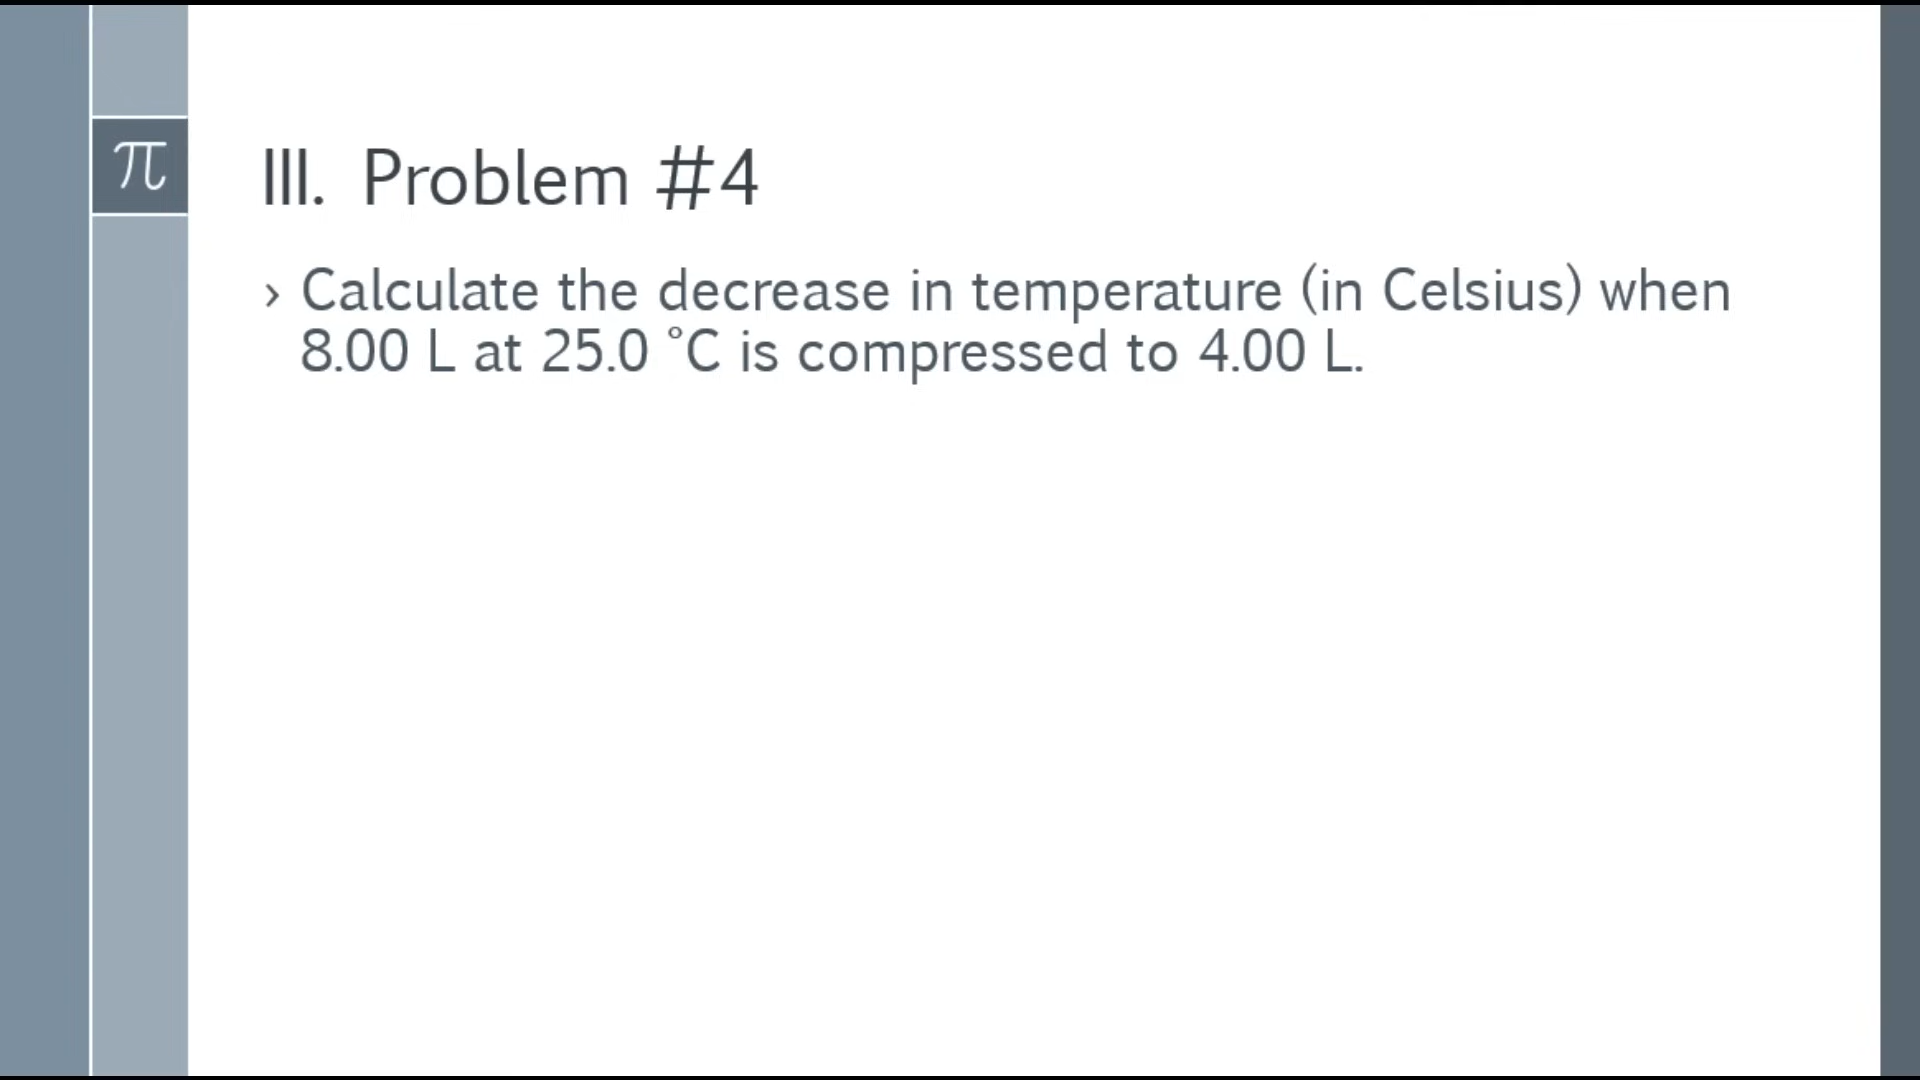 π
III. Problem #4
› Calculate the decrease in temperature (in Celsius) when
8.00 L at 25.0 °C is compressed to 4.00 L.